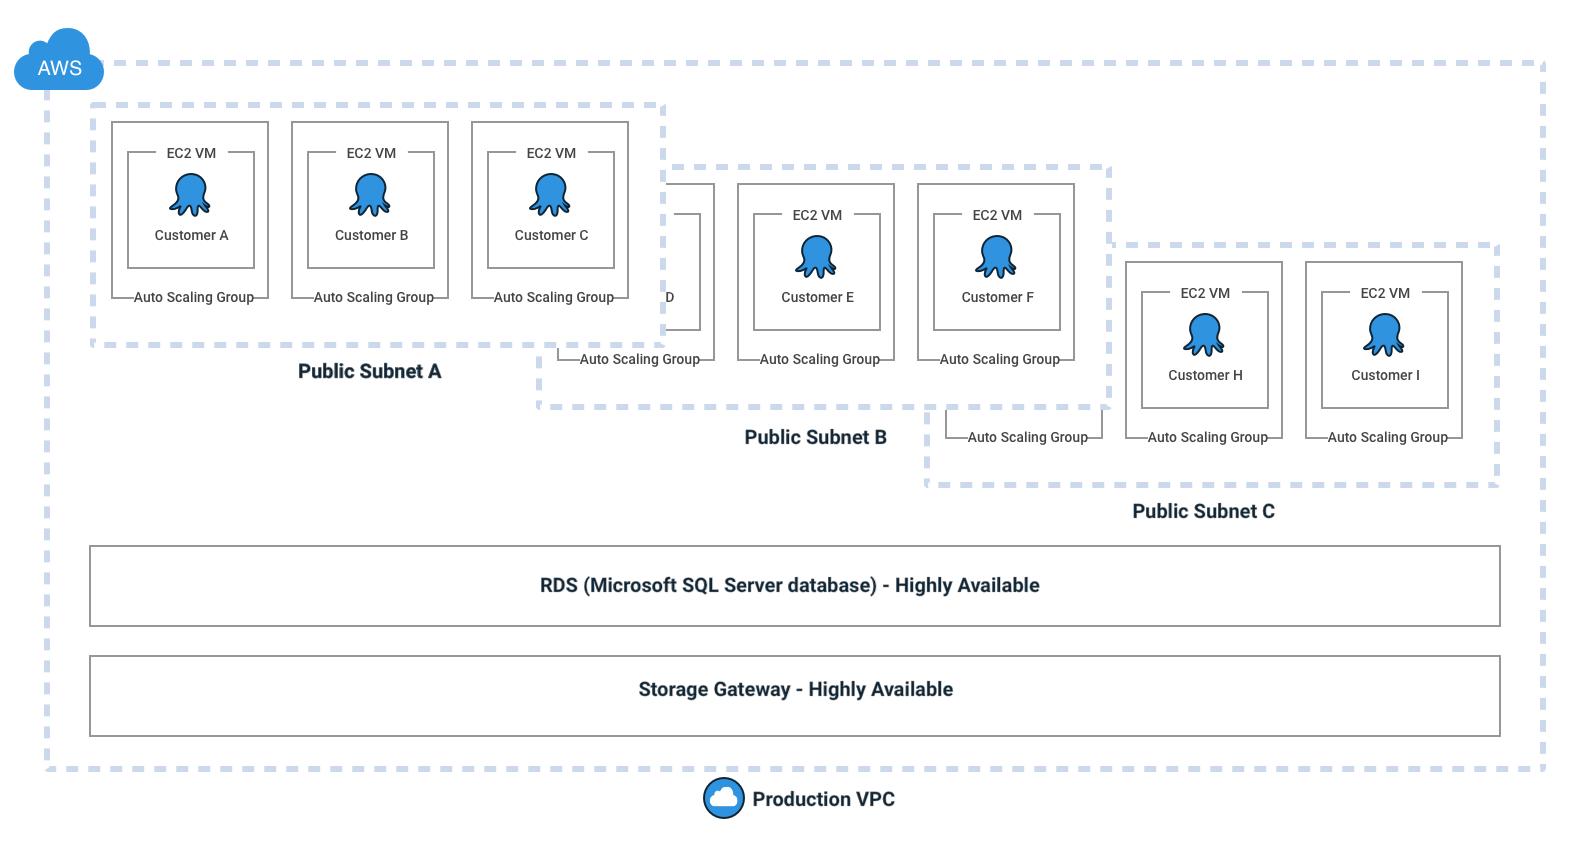 AWS
EC2 VM
EC2 VM
EC2 VM
Customer A
Customer B
Customer C
Auto Scaling Group
Auto Scaling Group
Auto Scaling Group
Public Subnet A
EC2 VM
EC2 VM
D
Customer E
Customer F
Auto Scaling Group
Auto Scaling Group
Auto Scaling Group
Public Subnet B
EC2 VM
EC2 VM
Customer H
Customer I
Auto Scaling Group
Auto Scaling Group
Auto Scaling Group
Public Subnet C
RDS (Microsoft SQL Server database) - Highly Available
Storage Gateway - Highly Available
Production VPC